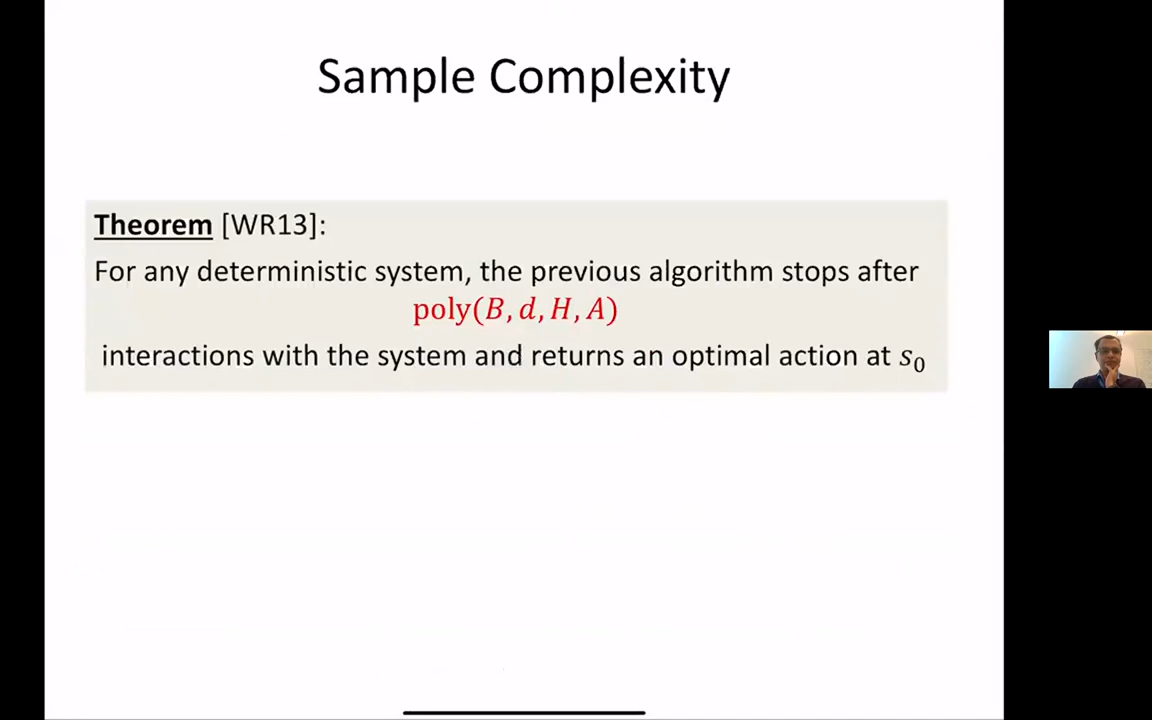 Sample Complexity
Theorem [WR13]:
For any deterministic system, the previous algorithm stops after
poly(B, d, H, A)
interactions with the system and returns an optimal action at s₀